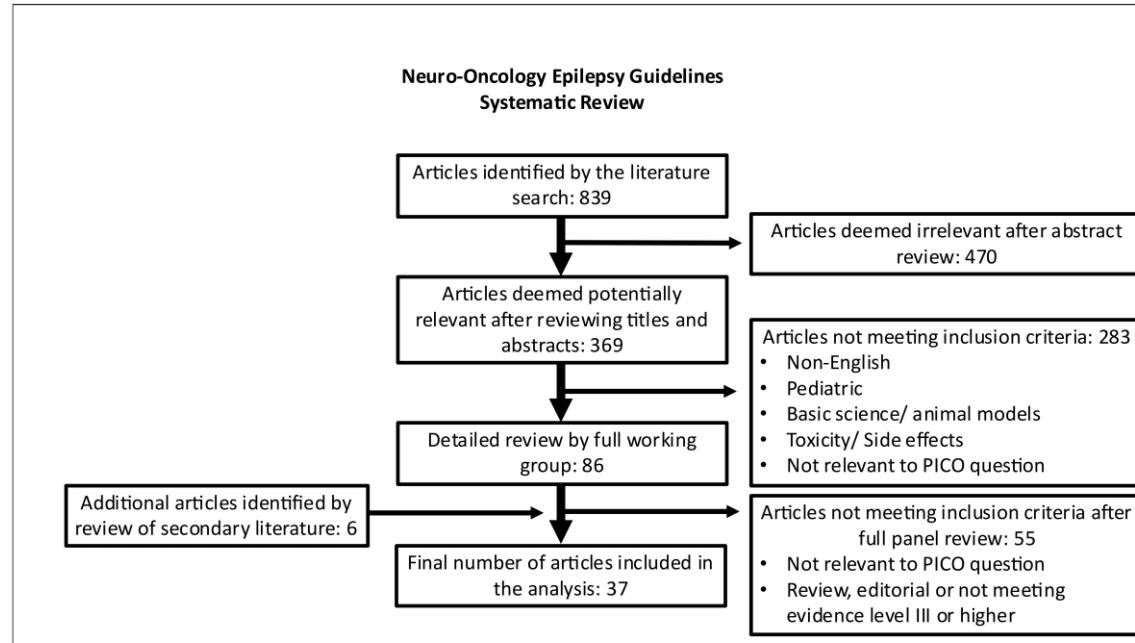 Neuro-Oncology Epilepsy Guidelines
Systematic Review
Articles identified by the literature
search: 839
Articles deemed irrelevant after abstract
review: 470
Articles deemed potentially
relevant after reviewing titles and
abstracts: 369
Articles not meeting inclusion criteria: 283
• Non-English
• Pediatric
• Basic science/ animal models
• Toxicity/ Side effects
• Not relevant to PICO question
Detailed review by full working
group: 86
Additional articles identified by
review of secondary literature: 6
Articles not meeting inclusion criteria after
full panel review: 55
• Not relevant to PICO question
• Review, editorial or not meeting
evidence level III or higher
Final number of articles included in
the analysis: 37